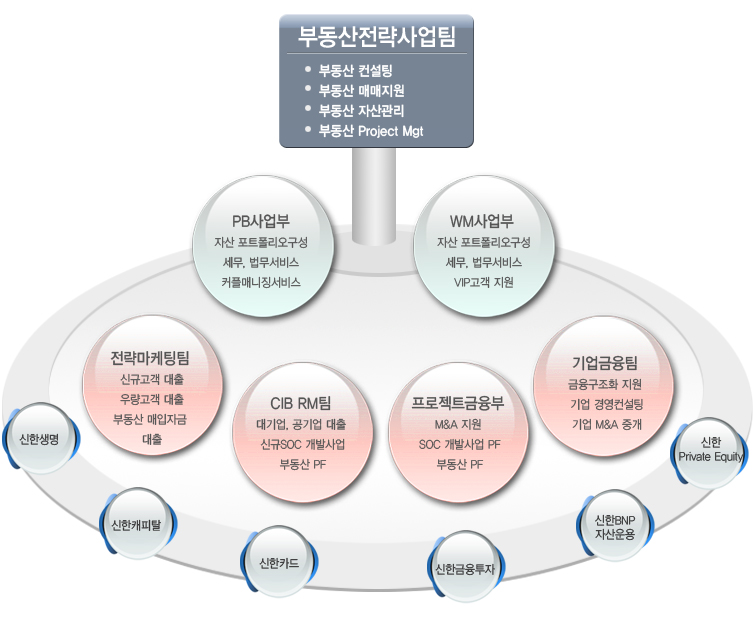 부동산전략사업팀
• 부동산 컨설팅
• 부동산 매매지원
• 부동산 자산관리
• 부동산 Project Mgt
PB사업부
자산 포트폴리오구성
세무, 법무서비스
커플매니징서비스
WM사업부
자산 포트폴리오구성
세무, 법무서비스
VIP고객 지원
전략마케팅팀
신규고객 대출
우량고객 대출
부동산 매입자금
대출
CIB RM팀
대기업, 공기업 대출
신규SOC 개발사업
부동산 PF
프로젝트금융부
M&A 지원
SOC 개발사업 PF
부동산 PF
기업금융팀
금융구조화 지원
기업 경영컨설팅
기업 M&A 중개
신한생명
신한캐피탈
신한카드
신한금융투자
신한BNP
자산운용
신한
Private Equity